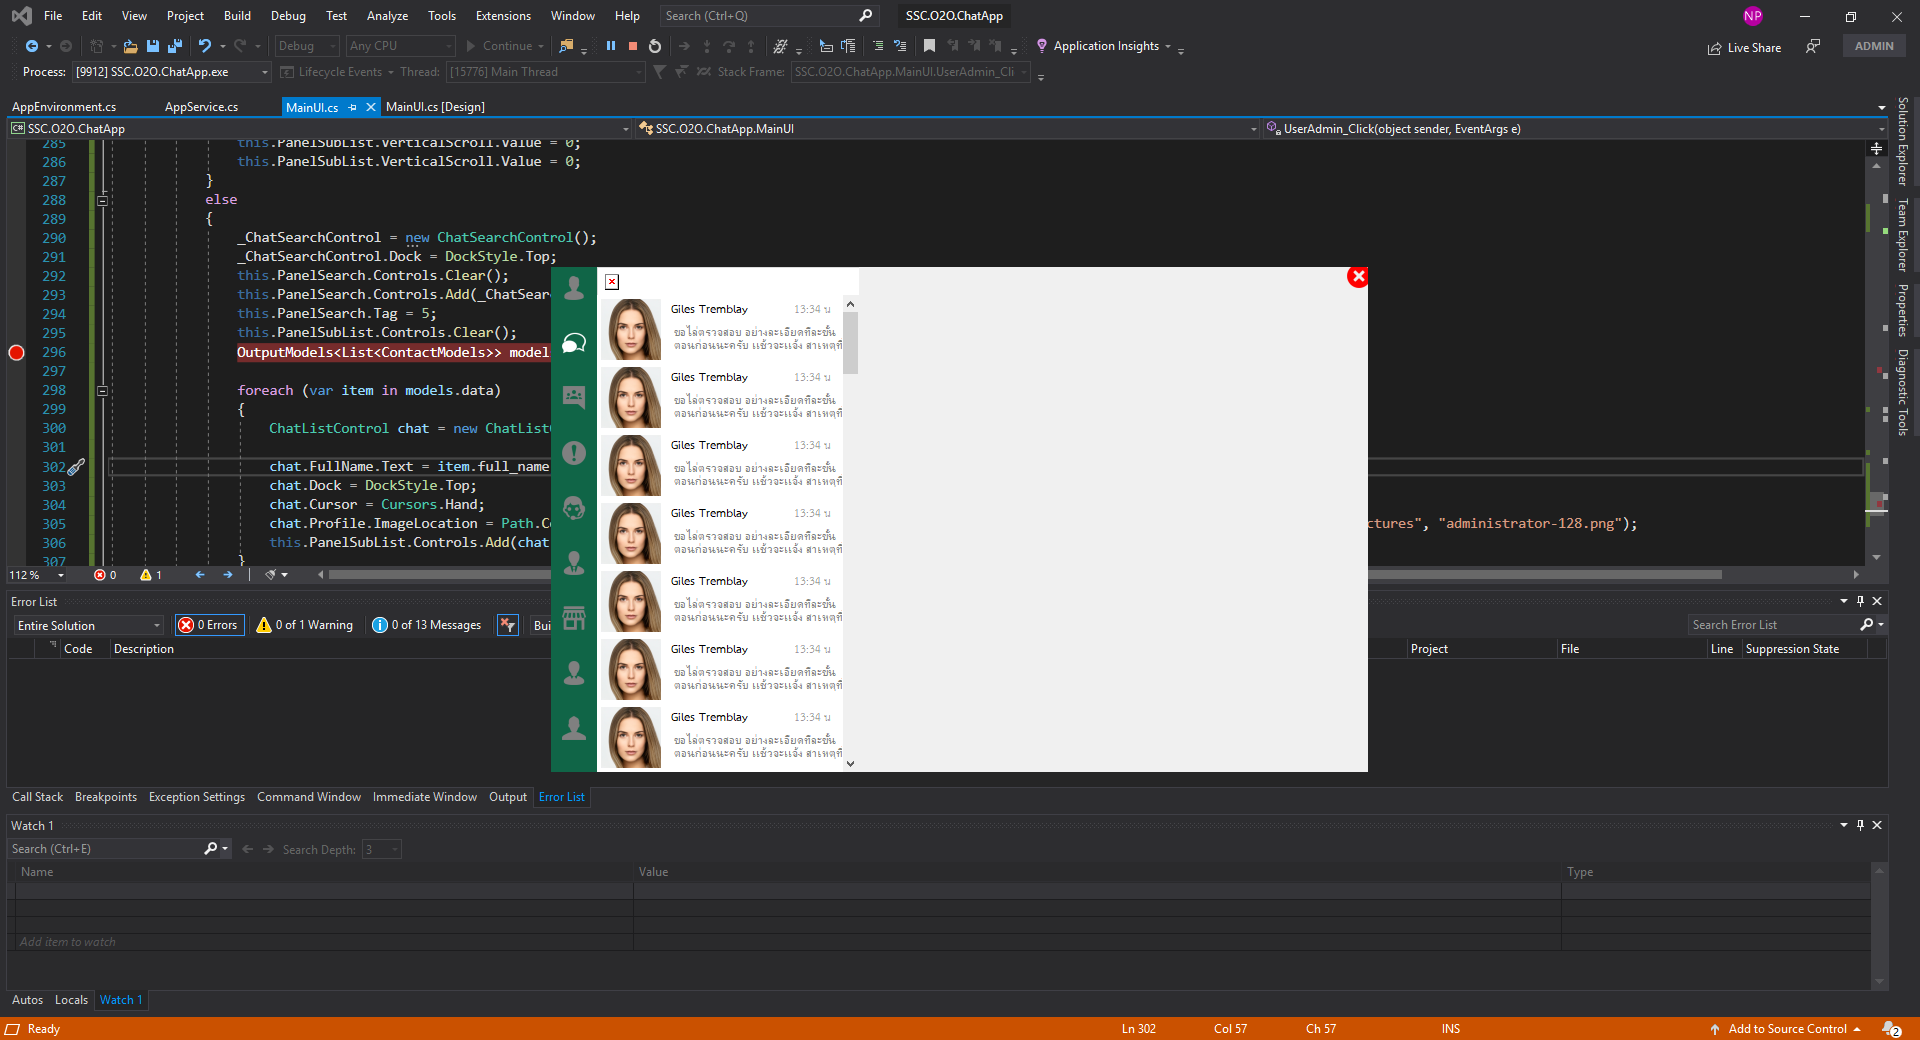 File Edit View Project Build Debug Test Analyze Tools Extensions Window Help Search (Ctrl+Q) SSC.O2O.ChatApp NP
Debug Any CPU Continue Application Insights Live Share ADMIN
Process: [9912] SSC.O2O.ChatApp.exe Lifecycle Events Thread: [15776] Main Thread Stack Frame: SSC.O2O.ChatApp.MainUI.UserAdmin_Cli
AppEnvironment.cs AppService.cs MainUI.cs MainUI.cs [Design]
C# SSC.O2O.ChatApp SSC.O2O.ChatApp.MainUI UserAdmin_Click(object sender, EventArgs e)
285 this.PanelSubList.VerticalScroll.Value = 0;
286 this.PanelSubList.VerticalScroll.Value = 0;
287 }
288 else
289 {
290 _ChatSearchControl = new ChatSearchControl();
291 _ChatSearchControl.Dock = DockStyle.Top;
292 this.PanelSearch.Controls.Clear();
293 this.PanelSearch.Controls.Add(_ChatSear
294 this.PanelSearch.Tag = 5;
295 this.PanelSubList.Controls.Clear();
296 OutputModels<List<ContactModels>> model
297
298 foreach (var item in models.data)
299 {
300 ChatListControl chat = new ChatListC
301
302 chat.FullName.Text = item.full_name
303 chat.Dock = DockStyle.Top;
304 chat.Cursor = Cursors.Hand;
305 chat.Profile.ImageLocation = Path.Co ctures", "administrator-128.png");
306 this.PanelSubList.Controls.Add(chat
307 }
Giles Tremblay 13:34 น
ขอไล่ตรวจสอบ อย่างละเอียดทีละขั้น
ตอนก่อนนะครับ แช้วจะแจ้ง สาเหตุที่
Giles Tremblay 13:34 น
ขอไล่ตรวจสอบ อย่างละเอียดทีละขั้น
ตอนก่อนนะครับ แช้วจะแจ้ง สาเหตุที่
Giles Tremblay 13:34 น
ขอไล่ตรวจสอบ อย่างละเอียดทีละขั้น
ตอนก่อนนะครับ แช้วจะแจ้ง สาเหตุที่
Giles Tremblay 13:34 น
ขอไล่ตรวจสอบ อย่างละเอียดทีละขั้น
ตอนก่อนนะครับ แช้วจะแจ้ง สาเหตุที่
Giles Tremblay 13:34 น
ขอไล่ตรวจสอบ อย่างละเอียดทีละขั้น
ตอนก่อนนะครับ แช้วจะแจ้ง สาเหตุที่
Giles Tremblay 13:34 น
ขอไล่ตรวจสอบ อย่างละเอียดทีละขั้น
ตอนก่อนนะครับ แช้วจะแจ้ง สาเหตุที่
Giles Tremblay 13:34 น
ขอไล่ตรวจสอบ อย่างละเอียดทีละขั้น
ตอนก่อนนะครับ แช้วจะแจ้ง สาเหตุที่
Solution Explorer
Team Explorer
Properties
Diagnostic Tools
112 % 0 1
Error List
Entire Solution 0 Errors 0 of 1 Warning 0 of 13 Messages Bui Search Error List
Code Description Project File Line Suppression State
Call Stack Breakpoints Exception Settings Command Window Immediate Window Output Error List
Watch 1
Search (Ctrl+E) Search Depth: 3
Name Value Type
Add item to watch
Autos Locals Watch 1
Ready Ln 302 Col 57 Ch 57 INS Add to Source Control 2